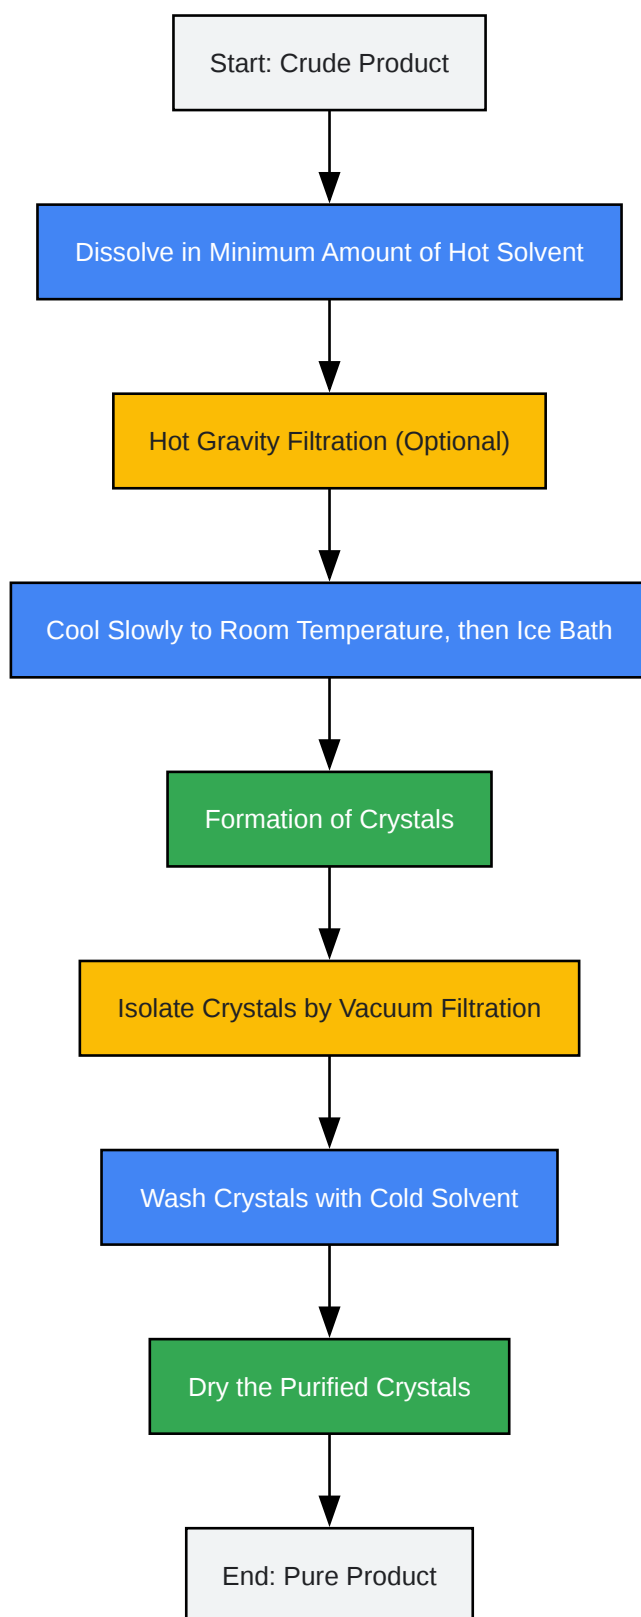 Start: Crude Product
Dissolve in Minimum Amount of Hot Solvent
Hot Gravity Filtration (Optional)
Cool Slowly to Room Temperature, then Ice Bath
Formation of Crystals
Isolate Crystals by Vacuum Filtration
Wash Crystals with Cold Solvent
Dry the Purified Crystals
End: Pure Product